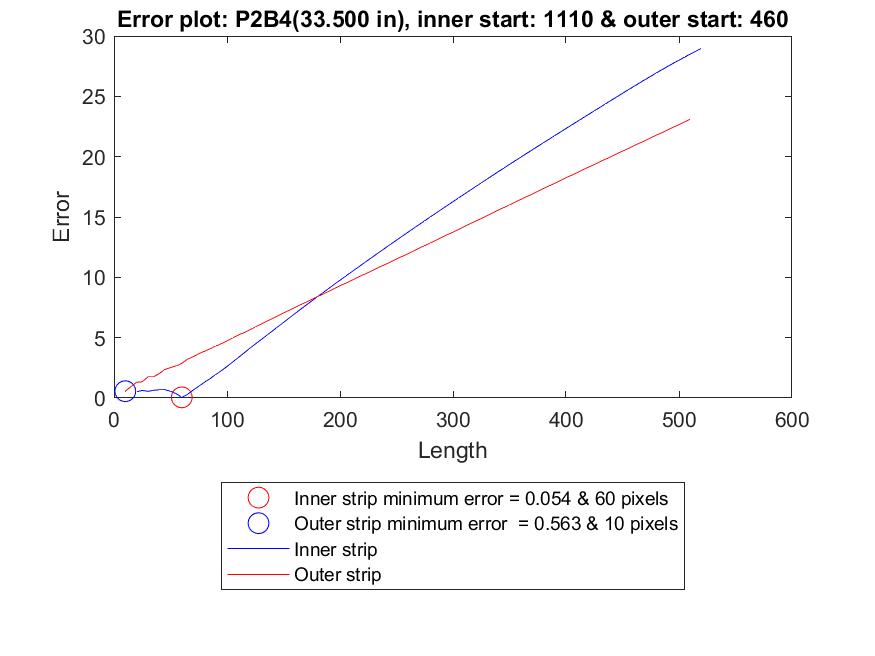 Error plot: P2B4(33.500 in), inner start: 1110 & outer start: 460
30
25
20
15
10
5
0
Error
0 100 200 300 400 500 600
Length
Inner strip minimum error = 0.054 & 60 pixels
Outer strip minimum error  = 0.563 & 10 pixels
Inner strip
Outer strip